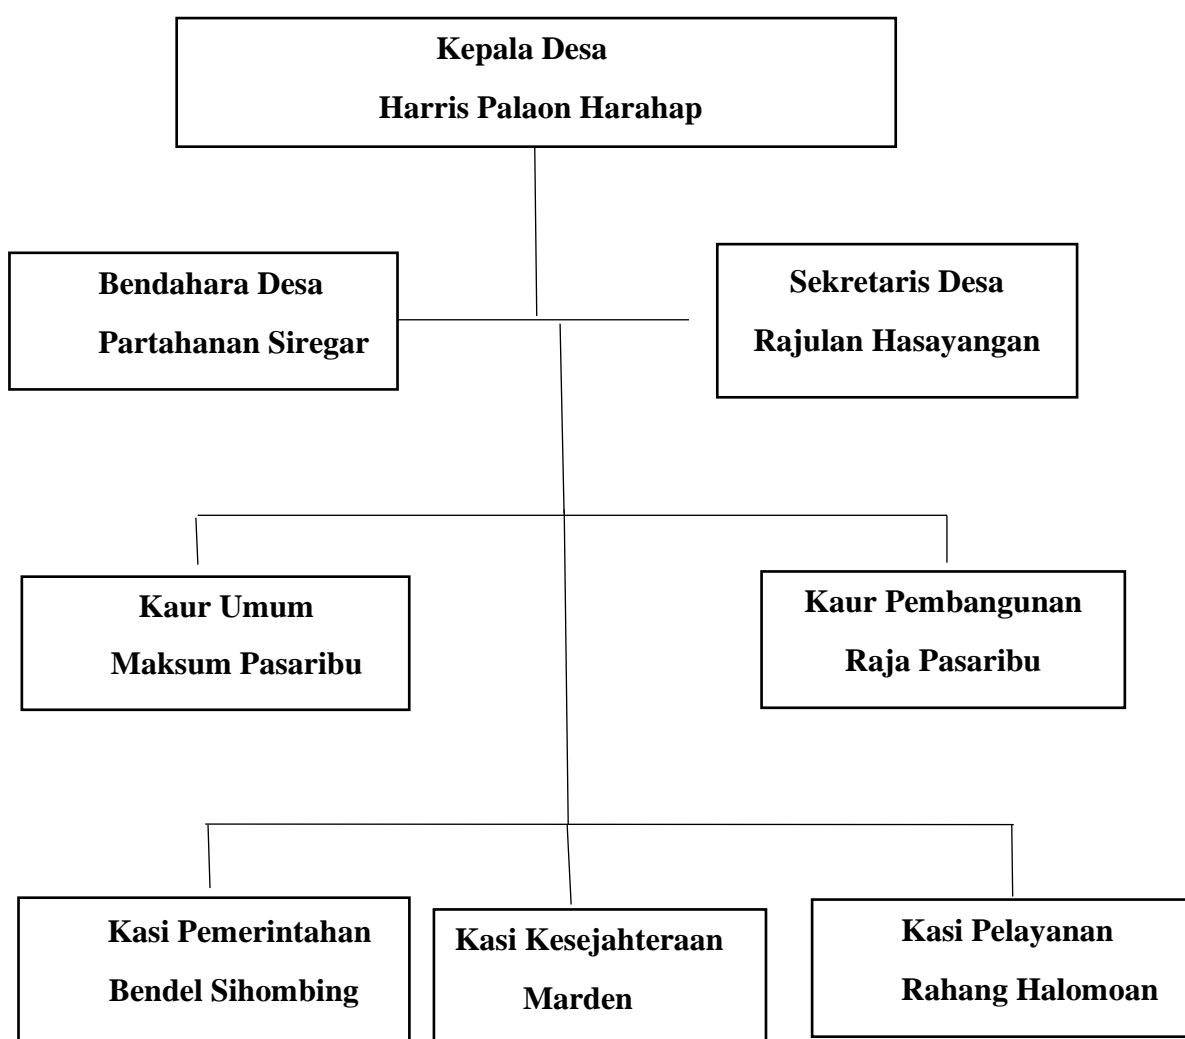 Kepala Desa
Harris Palaon Harahap
Bendahara Desa
Partahanan Siregar
Sekretaris Desa
Rajulan Hasayangan
Kaur Umum
Maksum Pasaribu
Kaur Pembangunan
Raja Pasaribu
Kasi Pemerintahan
Bendel Sihombing
Kasi Kesejahteraan
Marden
Kasi Pelayanan
Rahang Halomoan